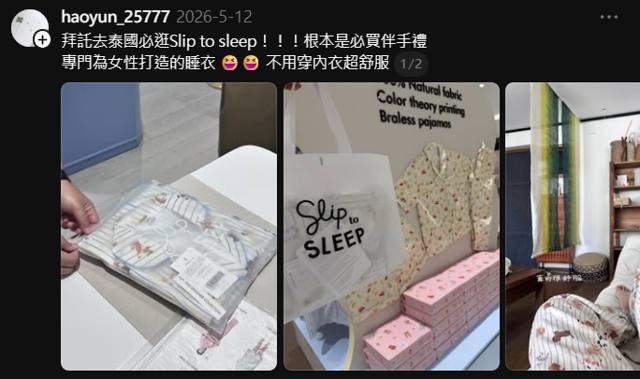 haoyun_25777 2026-5-12
拜託去泰國必逛Slip to sleep！！！根本是必買伴手禮
專門為女性打造的睡衣 😆 😆 不用穿內衣超舒服 1/2
Natural fabric
Color theory printing
Braless pajamas
Slip to
SLEEP